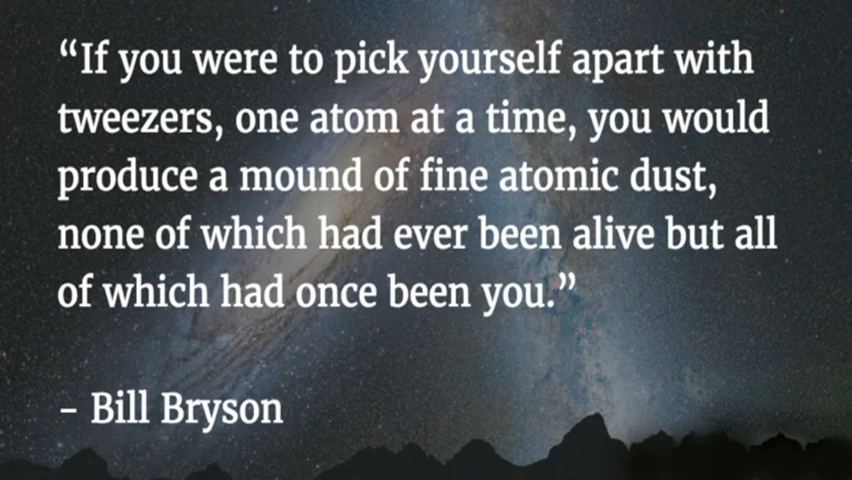 “If you were to pick yourself apart with
tweezers, one atom at a time, you would
produce a mound of fine atomic dust,
none of which had ever been alive but all
of which had once been you.”
– Bill Bryson